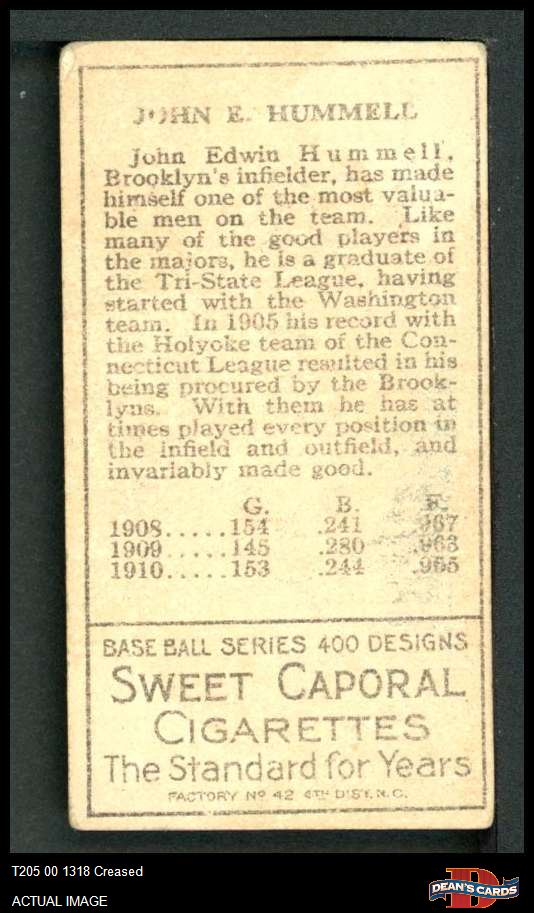 JOHN E. HUMMELL
John Edwin Hummell,
Brooklyn's infielder, has made
himself one of the most valua-
ble men on the team. Like
many of the good players in
the majors, he is a graduate of
the Tri-State League, having
started with the Washington
team. In 1905 his record with
the Holyoke team of the Con-
necticut League resulted in his
being procured by the Brook-
lyns. With them he has at
times played every position in
the infield and outfield, and
invariably made good.
G. B. F.
1908.....154 .241 .967
1909.....145 .280 .963
1910.....153 .244 .965
BASE BALL SERIES 400 DESIGNS
SWEET CAPORAL
CIGARETTES
The Standard for Years
FACTORY No 42 4TH DIST. N.C.
T205 00 1318 Creased
ACTUAL IMAGE
DEAN'S CARDS